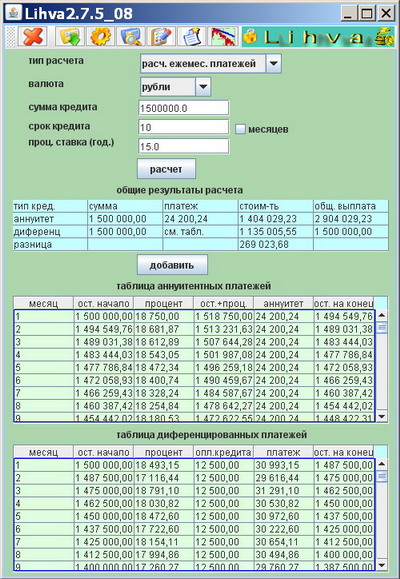 Lihva2.7.5_08
Lihva
тип расчета расч. ежемес. платежей
валюта рубли
сумма кредита 1500000.0
срок кредита 10 месяцев
проц. ставка (год.) 15.0
расчет
общие результаты расчета
тип кред. сумма платеж стоим-ть общ. выплата
аннуитет 1 500 000,00 24 200,24 1 404 029,23 2 904 029,23
диференц 1 500 000,00 см. табл. 1 135 005,55 1 500 000,00
разница 269 023,68
добавить
таблица аннуитентных платежей
месяц ост. начало процент ост.+проц. аннуитет ост. на конец
1 1 500 000,00 18 750,00 1 518 750,00 24 200,24 1 494 549,76
2 1 494 549,76 18 681,87 1 513 231,63 24 200,24 1 489 031,38
3 1 489 031,38 18 612,89 1 507 644,28 24 200,24 1 483 444,03
4 1 483 444,03 18 543,05 1 501 987,08 24 200,24 1 477 786,84
5 1 477 786,84 18 472,34 1 496 259,18 24 200,24 1 472 058,93
6 1 472 058,93 18 400,74 1 490 459,67 24 200,24 1 466 259,43
7 1 466 259,43 18 328,24 1 484 587,67 24 200,24 1 460 387,42
8 1 460 387,42 18 254,84 1 478 642,27 24 200,24 1 454 442,02
9 1 454 442,02 18 180,53 1 472 622,55 24 200,24 1 448 422,31
таблица диференцированных платежей
месяц ост. начало процент опл.кредита платеж ост. на конец
1 1 500 000,00 18 493,15 12 500,00 30 993,15 1 487 500,00
2 1 487 500,00 17 116,44 12 500,00 29 616,44 1 475 000,00
3 1 475 000,00 18 791,10 12 500,00 31 291,10 1 462 500,00
4 1 462 500,00 18 030,82 12 500,00 30 530,82 1 450 000,00
5 1 450 000,00 18 472,60 12 500,00 30 972,60 1 437 500,00
6 1 437 500,00 17 722,60 12 500,00 30 222,60 1 425 000,00
7 1 425 000,00 18 154,11 12 500,00 30 654,11 1 412 500,00
8 1 412 500,00 17 994,86 12 500,00 30 494,86 1 400 000,00
9 1 400 000,00 17 260,27 12 500,00 29 760,27 1 387 500,00